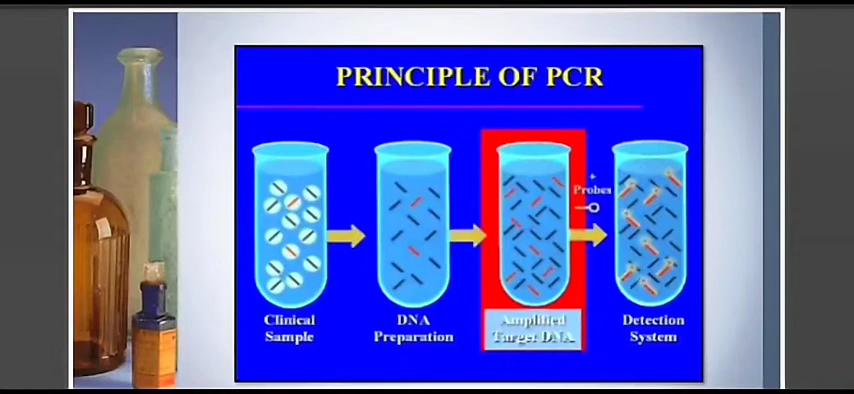 PRINCIPLE OF PCR
+
Probes
Clinical
Sample
DNA
Preparation
Amplified
Target DNA
Detection
System